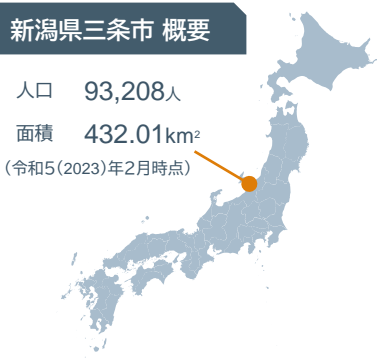 新潟県三条市 概要
人口 93,208人
面積 432.01km²
（令和5（2023）年2月時点）